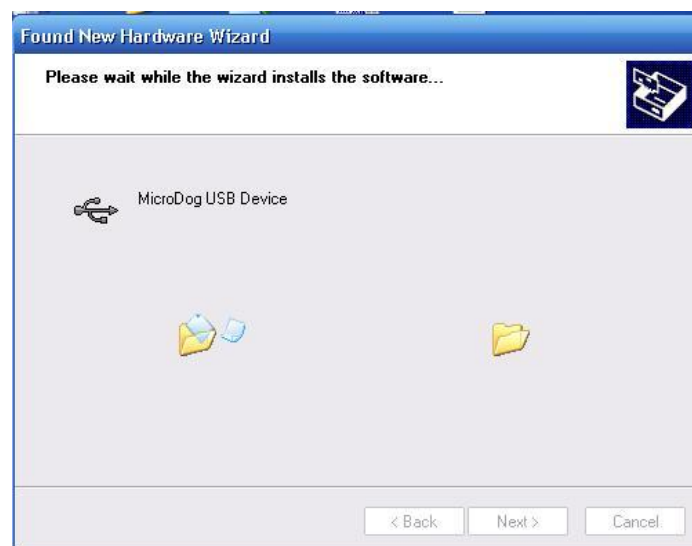 Found New Hardware Wizard
Please wait while the wizard installs the software...
MicroDog USB Device
< Back
Next >
Cancel